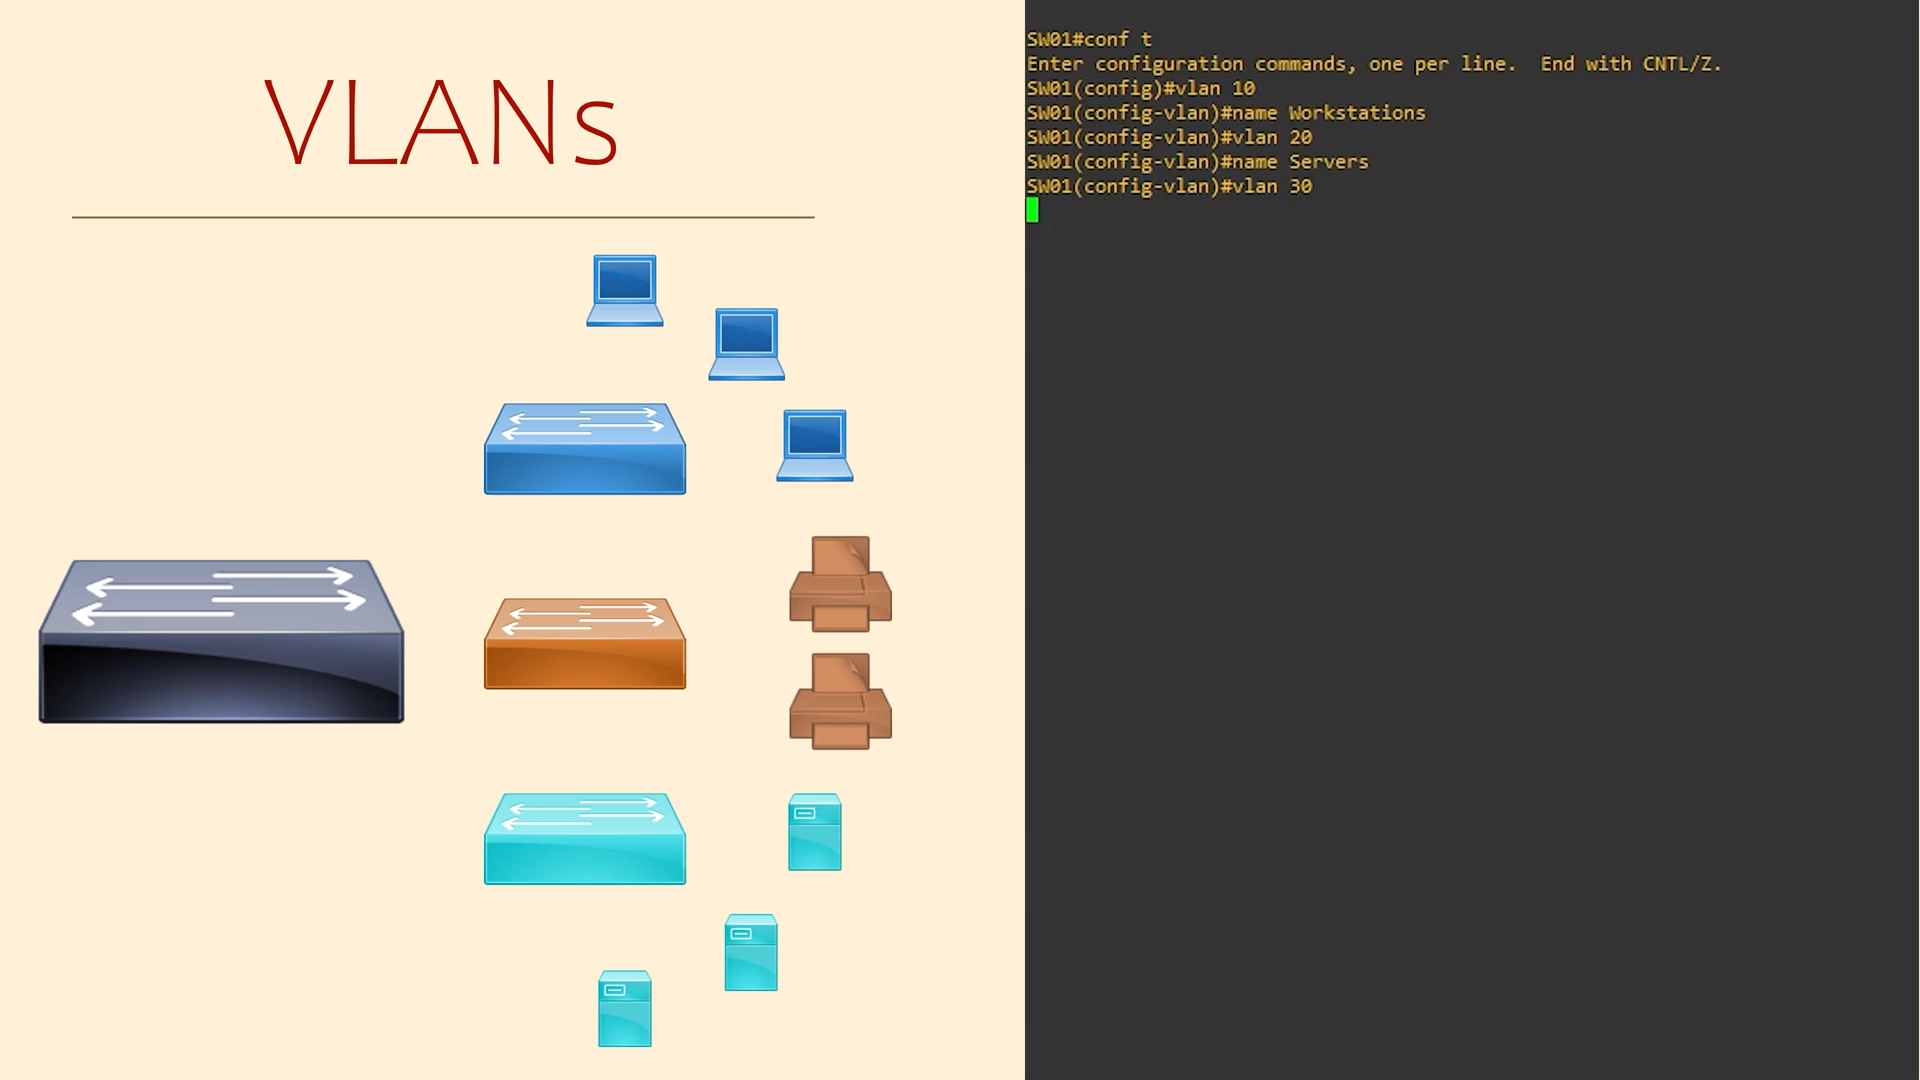 VLANs
SW01#conf t
Enter configuration commands, one per line.  End with CNTL/Z.
SW01(config)#vlan 10
SW01(config-vlan)#name Workstations
SW01(config-vlan)#vlan 20
SW01(config-vlan)#name Servers
SW01(config-vlan)#vlan 30